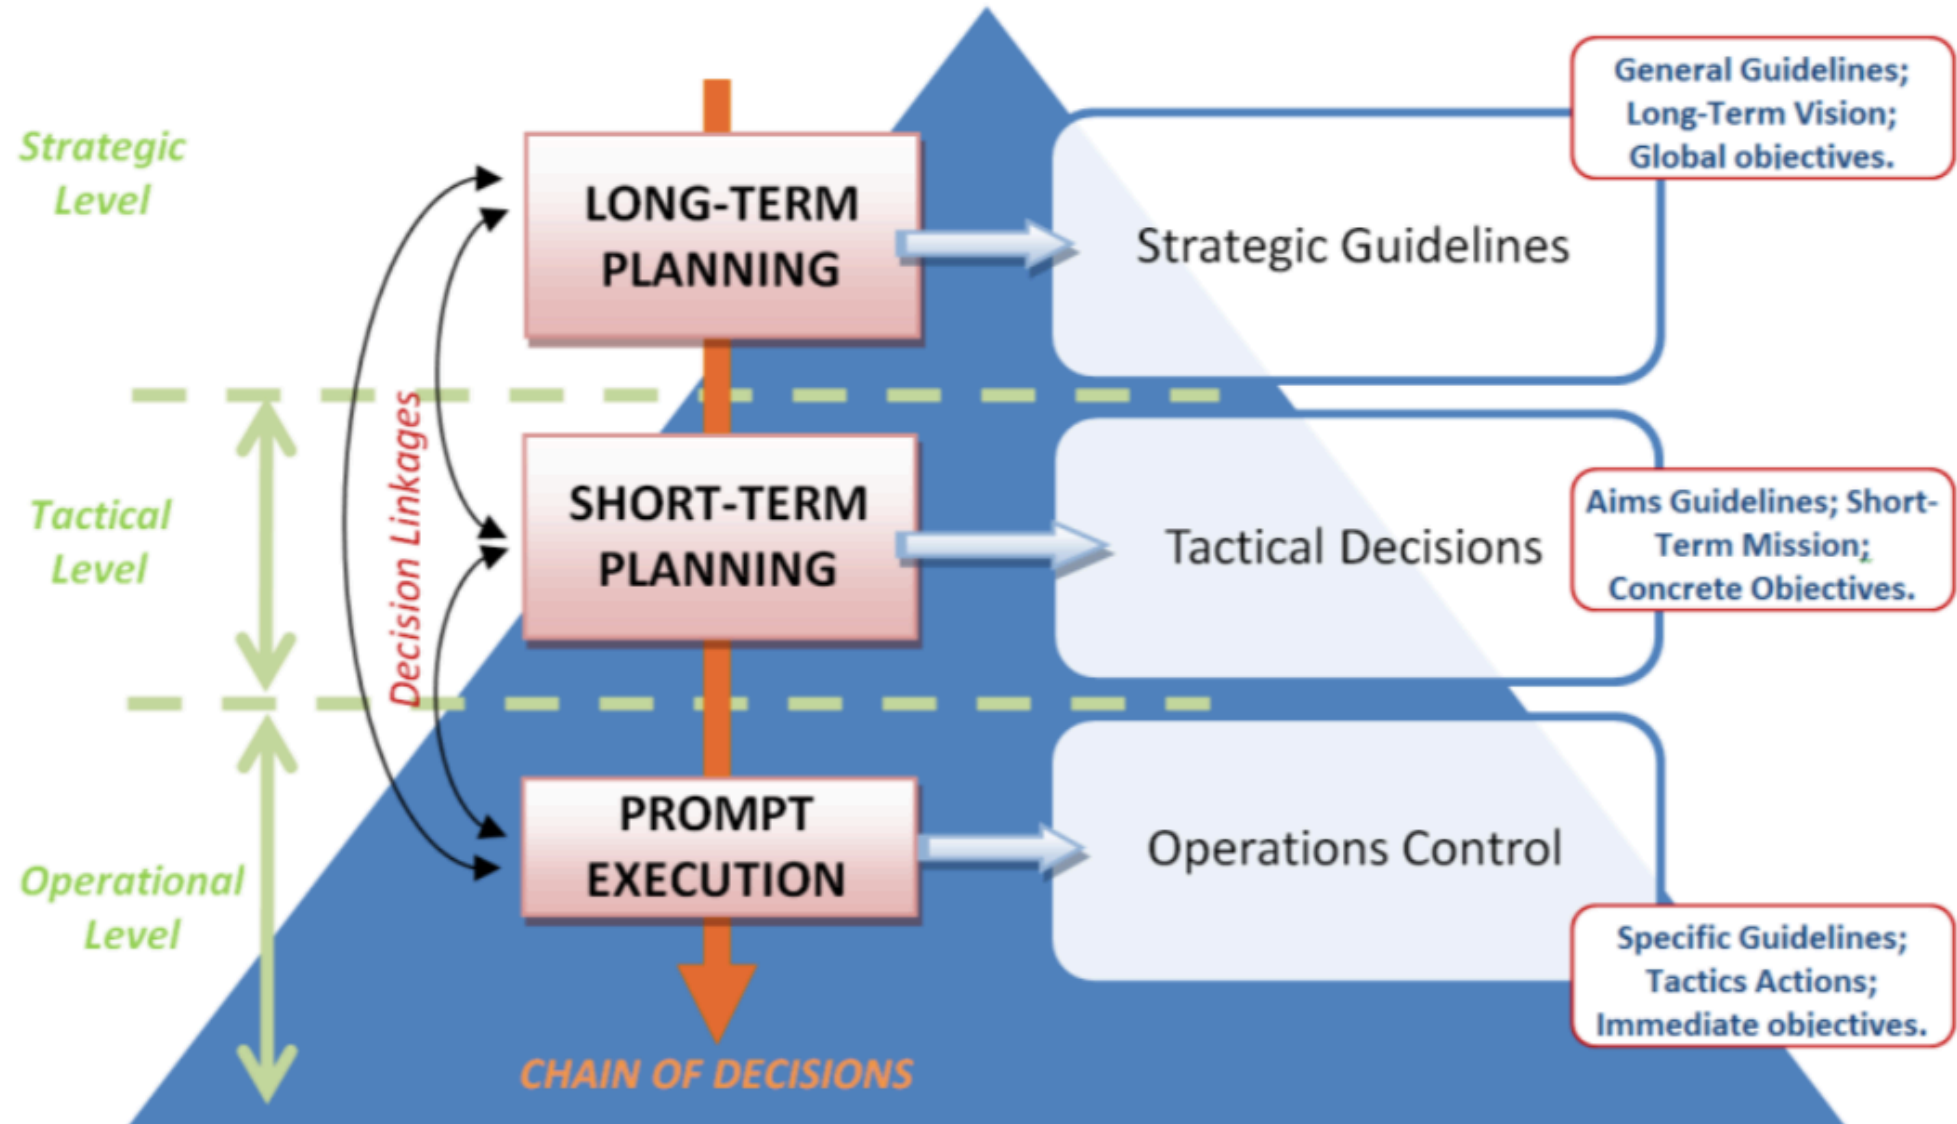 Strategic
Level
LONG-TERM
PLANNING
Strategic Guidelines
General Guidelines;
Long-Term Vision;
Global objectives.
Decision Linkages
Tactical
Level
SHORT-TERM
PLANNING
Tactical Decisions
Aims Guidelines; Short-
Term Mission;
Concrete Objectives.
Operational
Level
PROMPT
EXECUTION
Operations Control
Specific Guidelines;
Tactics Actions;
Immediate objectives.
CHAIN OF DECISIONS